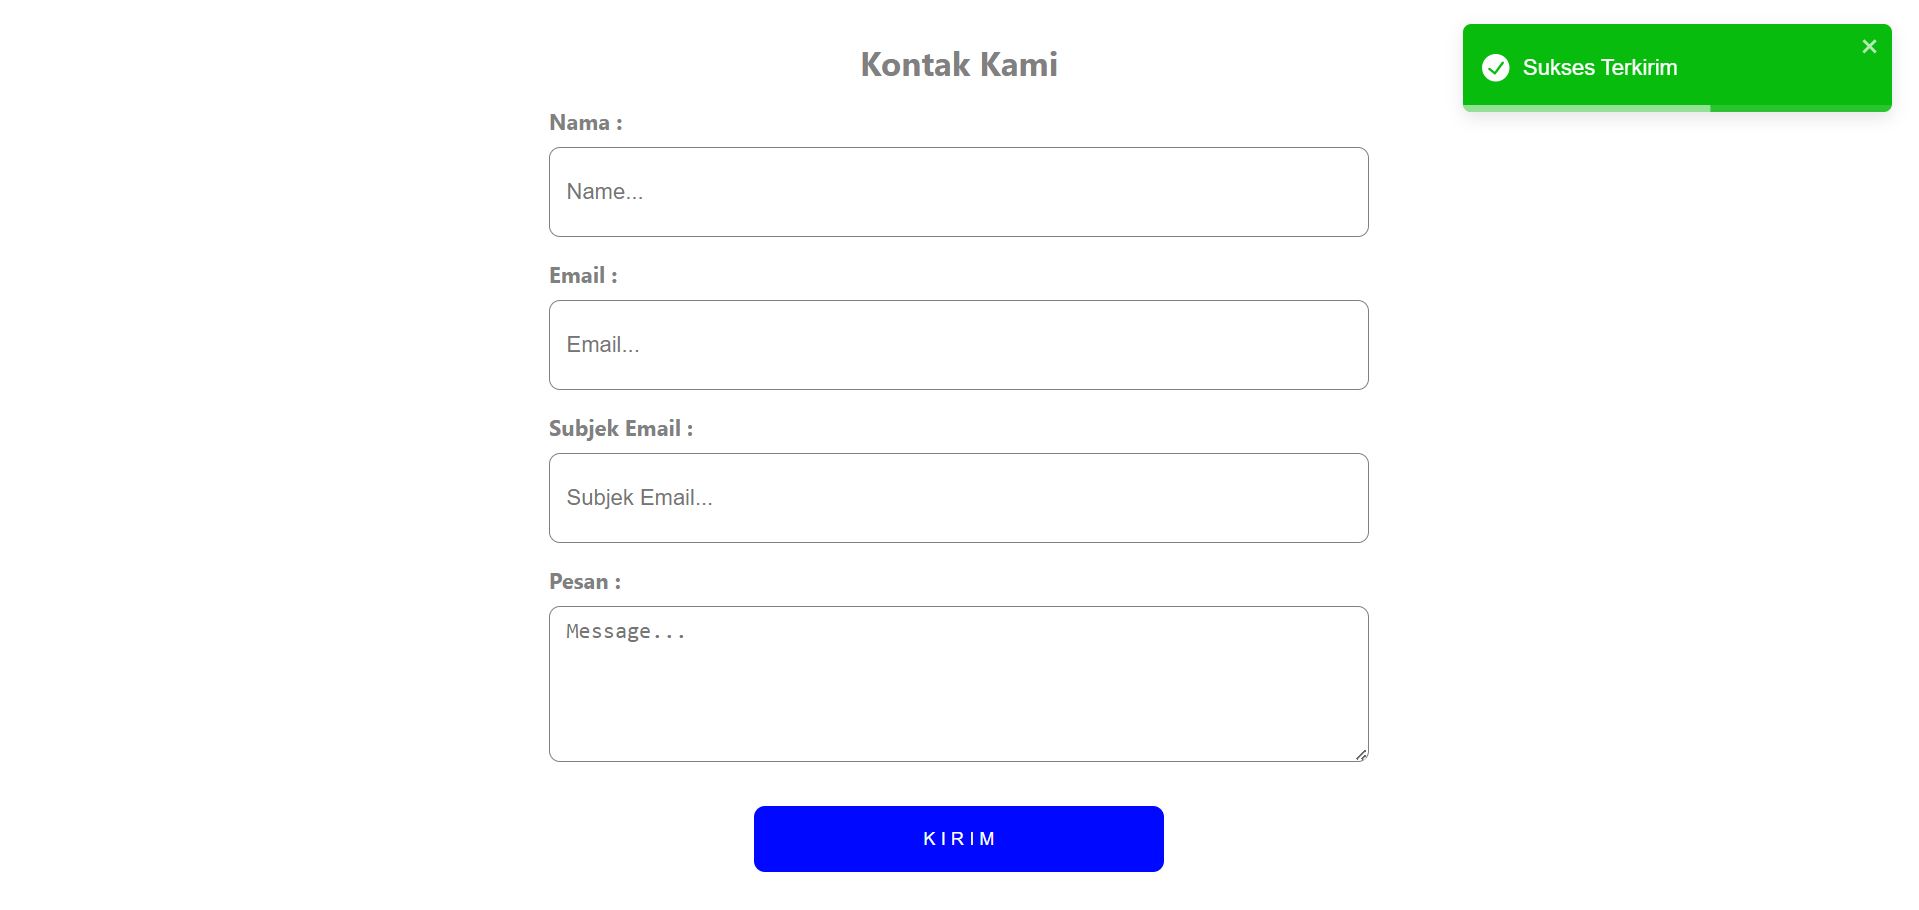 Kontak Kami
Sukses Terkirim
Nama :
Name...
Email :
Email...
Subjek Email :
Subjek Email...
Pesan :
Message...
KIRIM